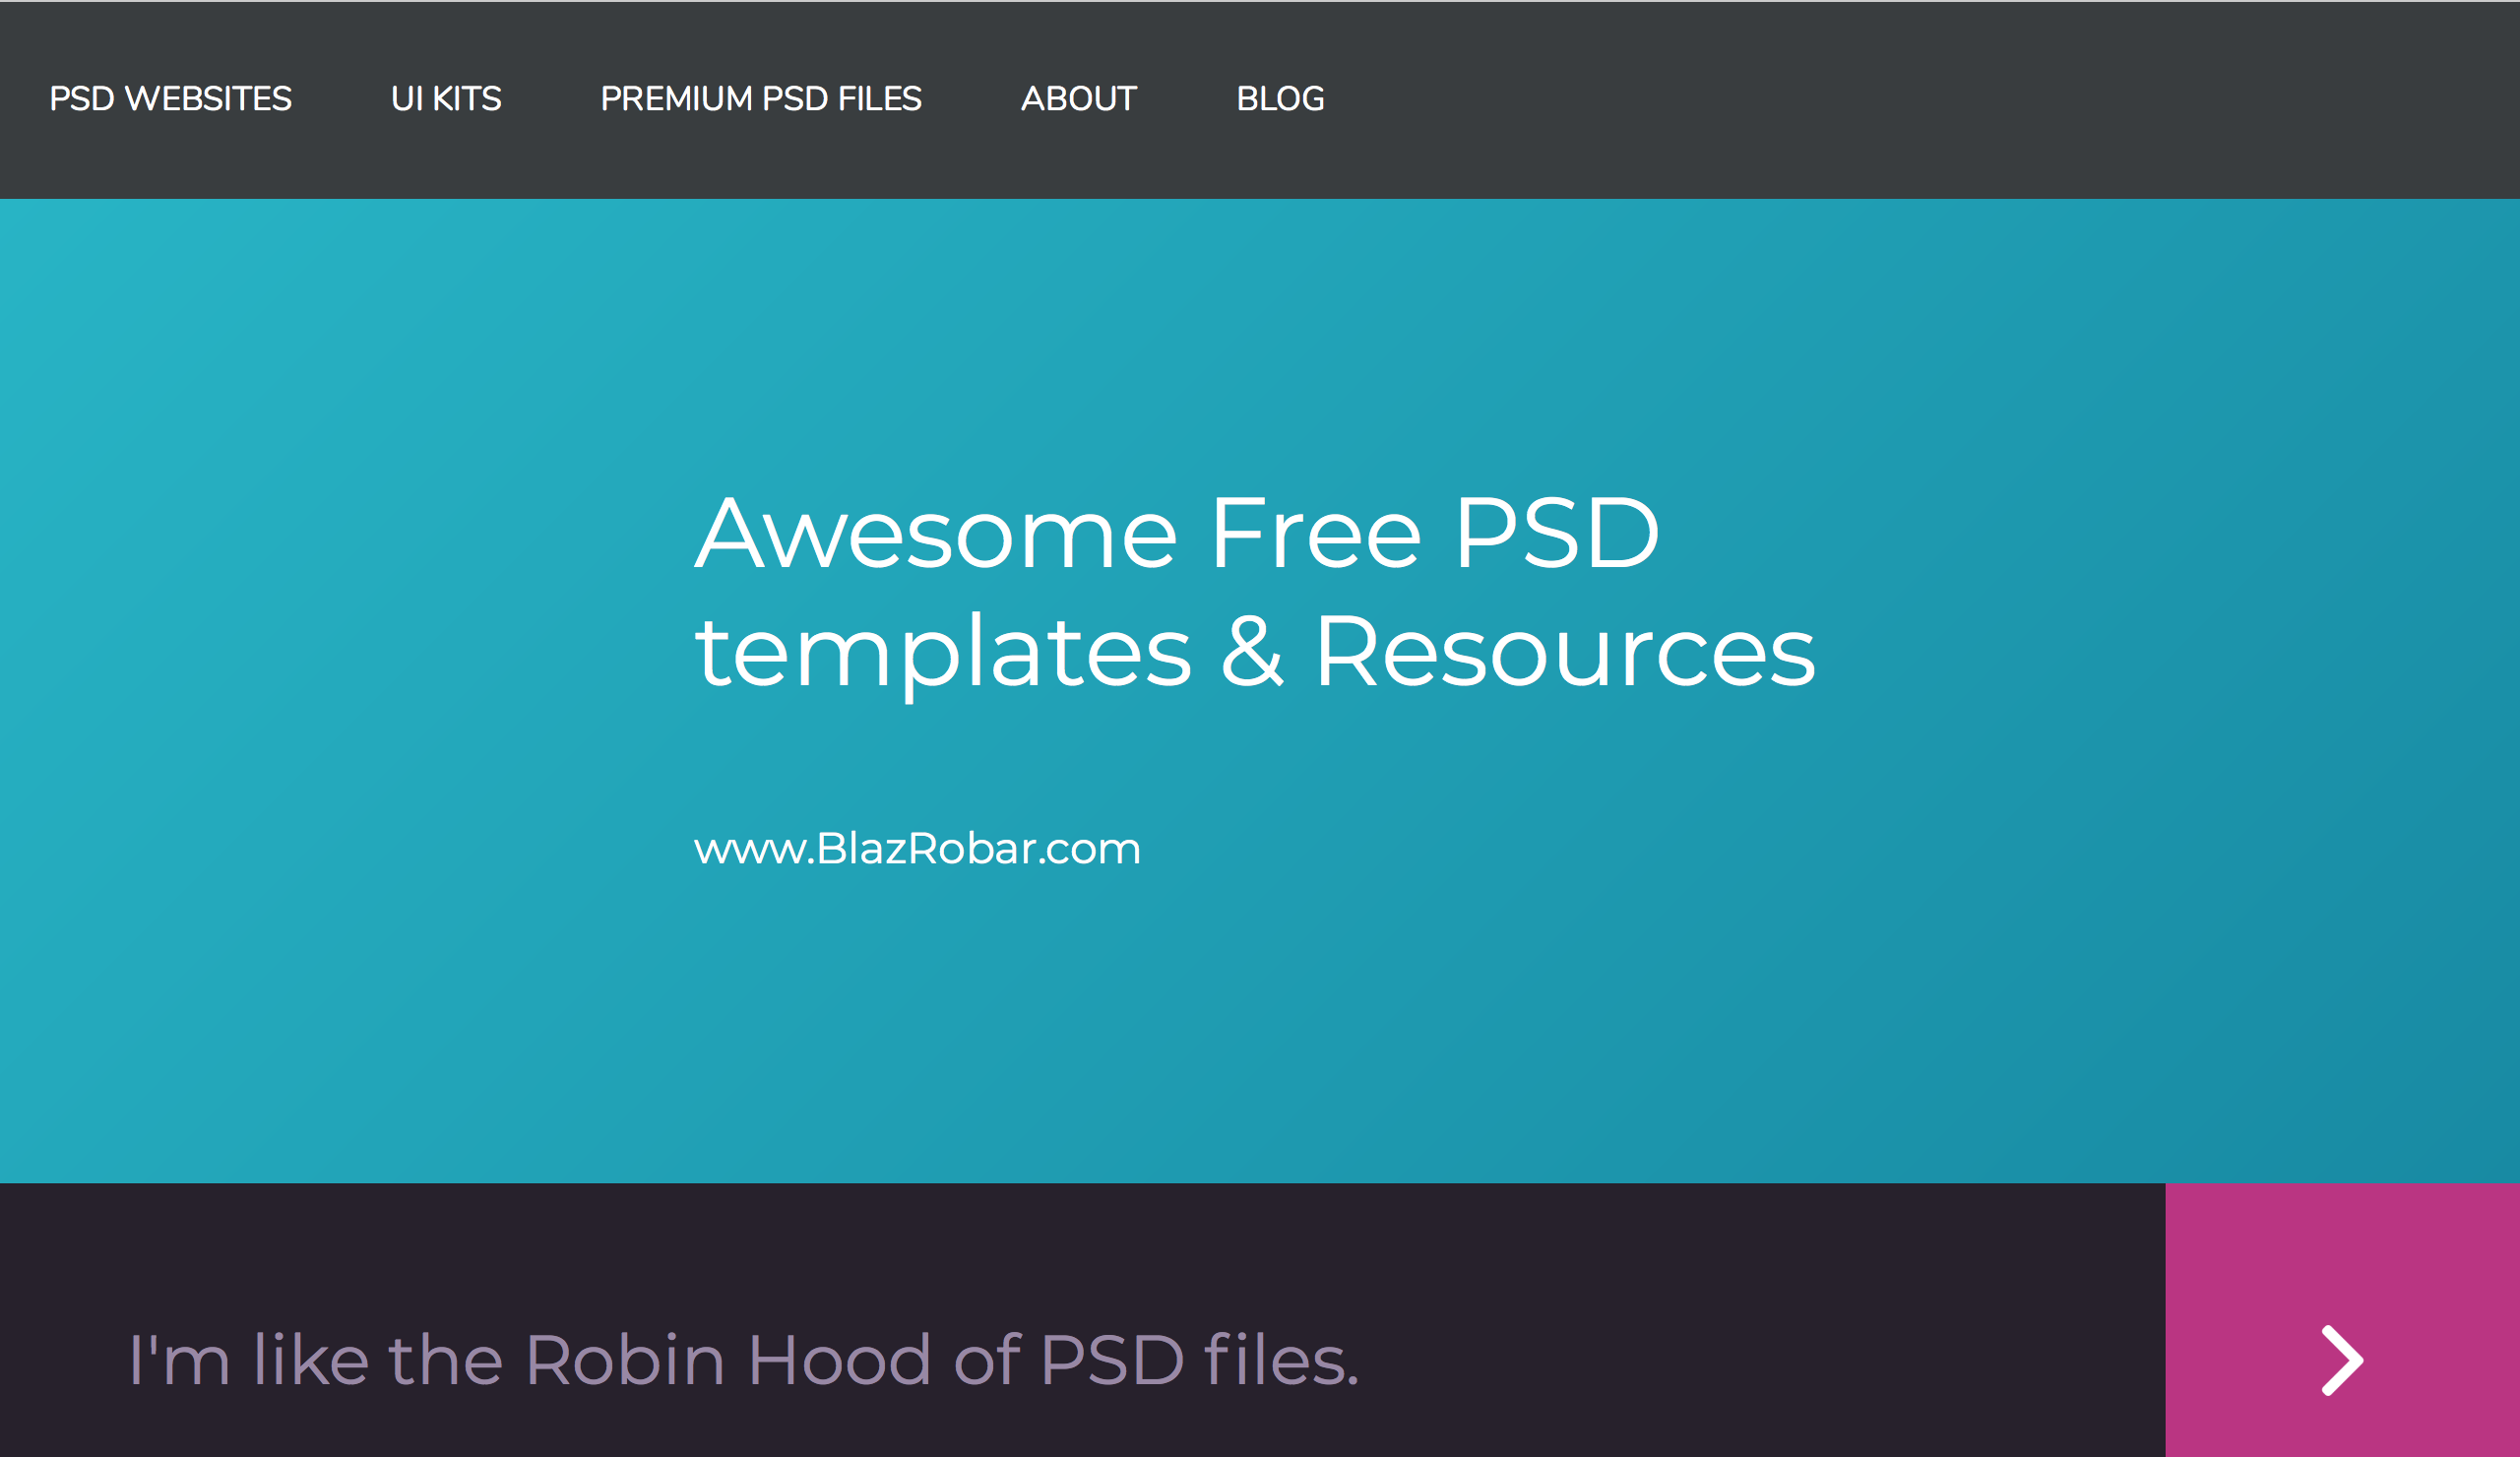 PSD WEBSITES UI KITS PREMIUM PSD FILES ABOUT BLOG
Awesome Free PSD
templates & Resources
www.BlazRobar.com
I'm like the Robin Hood of PSD files.